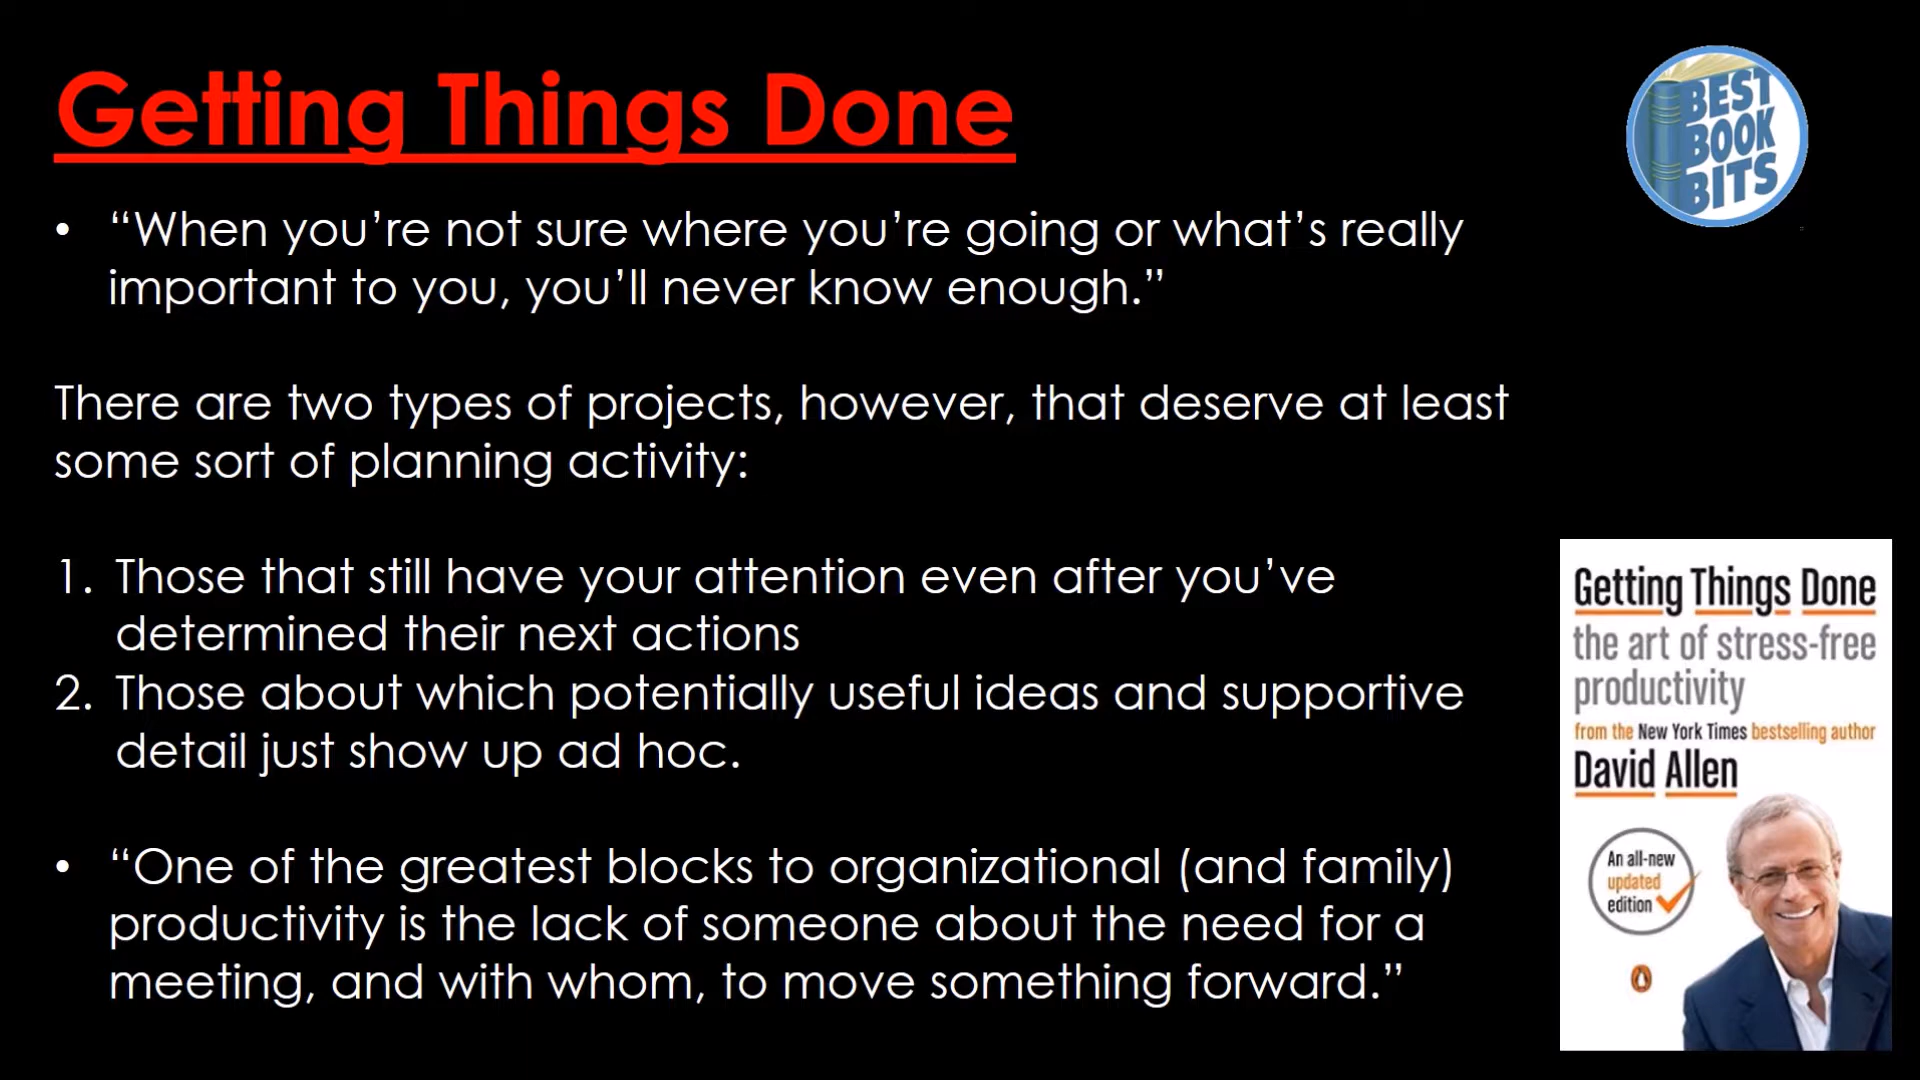 Getting Things Done
BEST
BOOK
BITS
• “When you’re not sure where you’re going or what’s really
important to you, you’ll never know enough.”
There are two types of projects, however, that deserve at least
some sort of planning activity:
1. Those that still have your attention even after you’ve
determined their next actions
2. Those about which potentially useful ideas and supportive
detail just show up ad hoc.
• “One of the greatest blocks to organizational (and family)
productivity is the lack of someone about the need for a
meeting, and with whom, to move something forward.”
Getting Things Done
the art of stress-free
productivity
from the New York Times bestselling author
David Allen
An all-new
updated
edition